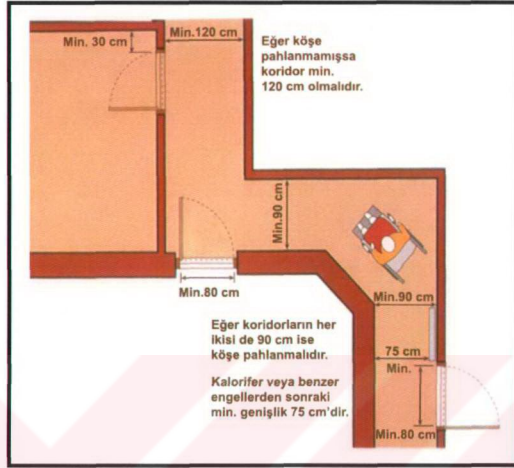 Min. 30 cm
Min.120 cm
Eğer köşe
pahlanmamışsa
koridor min.
120 cm olmalıdır.
Min.90 cm
Min.80 cm
Min.90 cm
Eğer koridorların her
ikisi de 90 cm ise
köşe pahlanmalıdır.
75 cm
Min.
Kalorifer veya benzer
engellerden sonraki
min. genişlik 75 cm'dir.
Min.80 cm